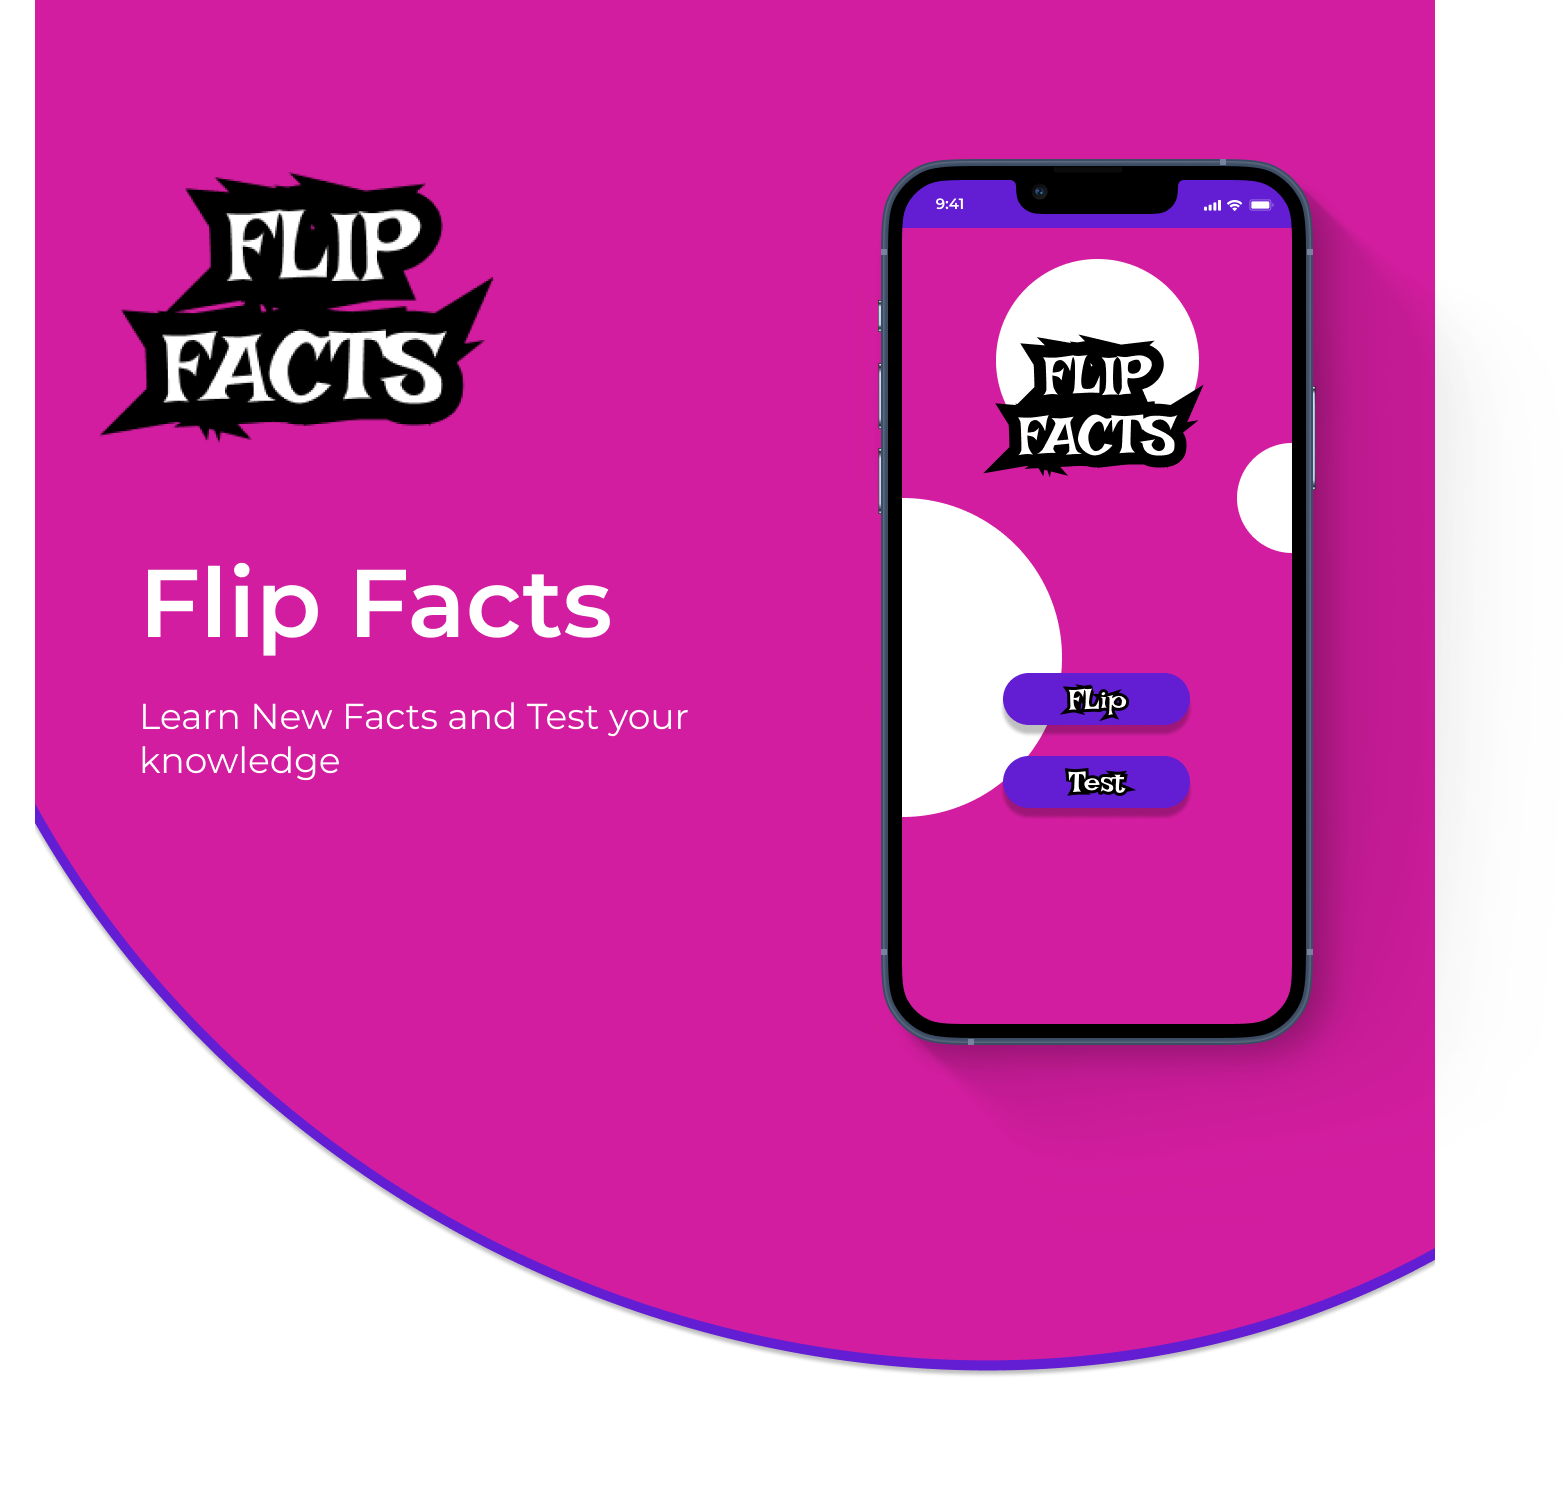 FLIP
FACTS
Flip Facts
Learn New Facts and Test your
knowledge
9:41
FLIP
FACTS
FLip
Test